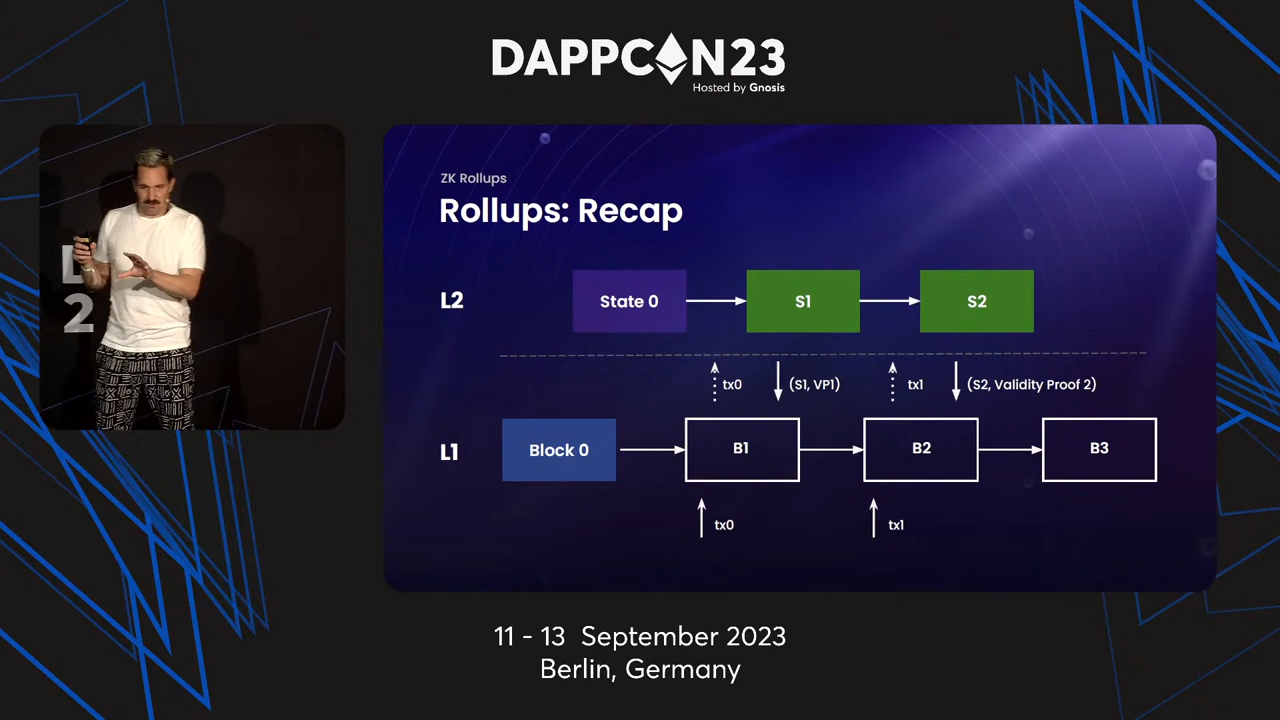 DAPPCON23
Hosted by Gnosis
L
2
ZK Rollups
Rollups: Recap
L2
State 0
S1
S2
tx0
(S1, VP1)
tx1
(S2, Validity Proof 2)
L1
Block 0
B1
B2
B3
tx0
tx1
11 - 13 September 2023
Berlin, Germany